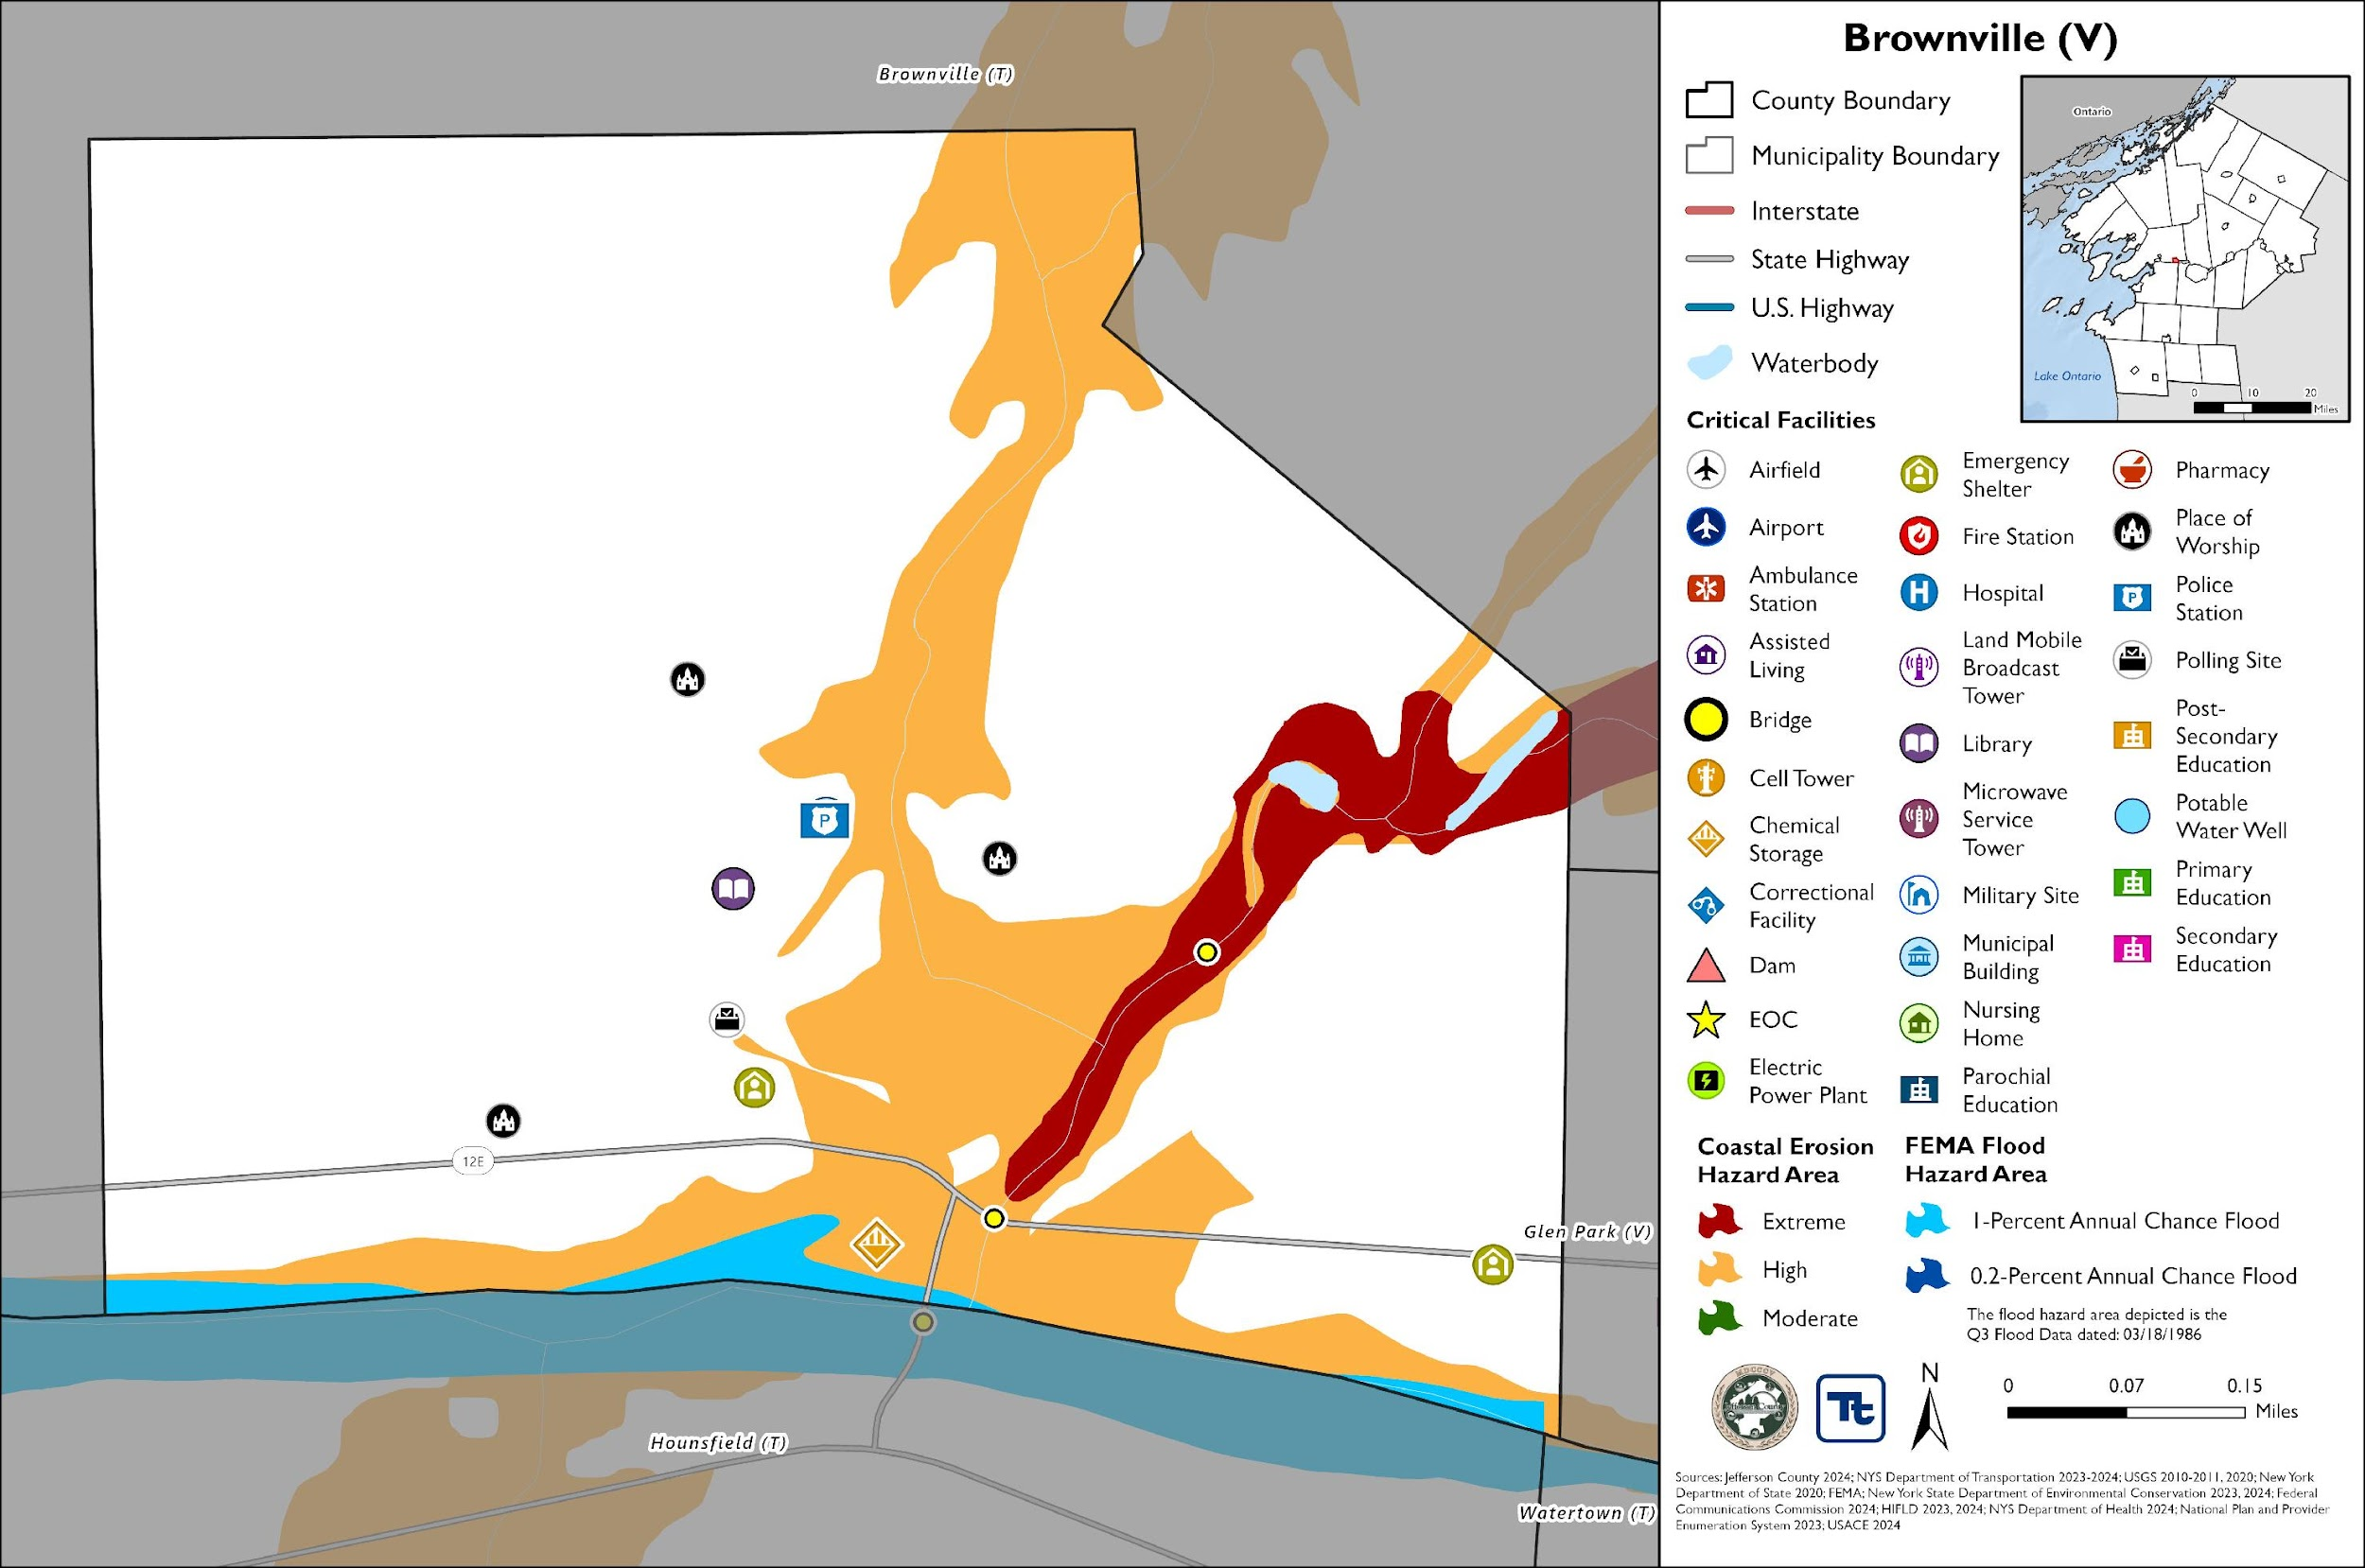 Brownville (V)
Brownville (T)
12E
Glen Park (V)
Hounsfield (T)
Watertown (T)
County Boundary
Municipality Boundary
Interstate
State Highway
U.S. Highway
Waterbody
Ontario
Lake Ontario
0 10 20
Miles
Critical Facilities
Airfield
Airport
Ambulance
Station
Assisted
Living
Bridge
Cell Tower
Chemical
Storage
Correctional
Facility
Dam
EOC
Electric
Power Plant
Emergency
Shelter
Fire Station
H
Hospital
Land Mobile
Broadcast
Tower
Library
Microwave
Service
Tower
Military Site
Municipal
Building
Nursing
Home
Parochial
Education
Pharmacy
Place of
Worship
P
Police
Station
Polling Site
Post-
Secondary
Education
Potable
Water Well
Primary
Education
Secondary
Education
P
Coastal Erosion
Hazard Area
Extreme
High
Moderate
FEMA Flood
Hazard Area
1-Percent Annual Chance Flood
0.2-Percent Annual Chance Flood
The flood hazard area depicted is the
Q3 Flood Data dated: 03/18/1986
Tt
N
0 0.07 0.15
Miles
Sources: Jefferson County 2024; NYS Department of Transportation 2023-2024; USGS 2010-2011, 2020; New York
Department of State 2020; FEMA; New York State Department of Environmental Conservation 2023, 2024; Federal
Communications Commission 2024; HIFLD 2023, 2024; NYS Department of Health 2024; National Plan and Provider
Enumeration System 2023; USACE 2024